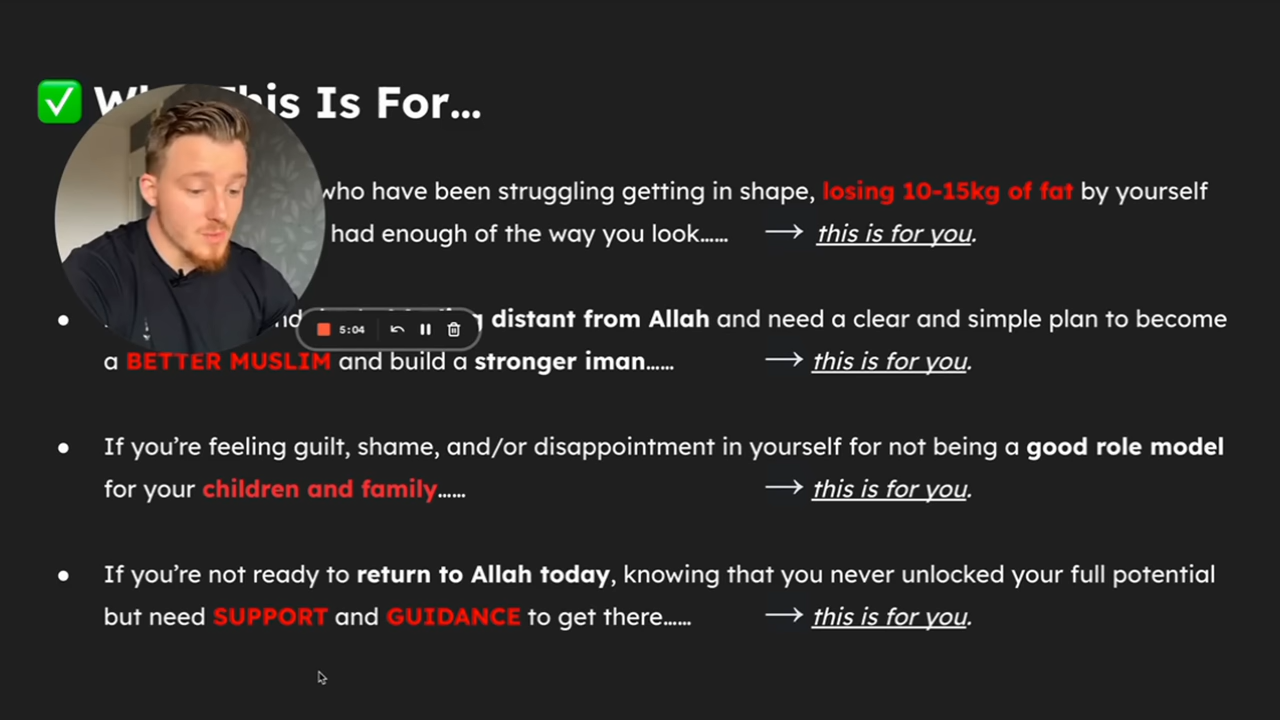 ✅ This Is For...
who have been struggling getting in shape, losing 10-15kg of fat by yourself
had enough of the way you look...... → this is for you.
● distant from Allah and need a clear and simple plan to become
5:04
a BETTER MUSLIM and build a stronger iman...... → this is for you.
● If you’re feeling guilt, shame, and/or disappointment in yourself for not being a good role model
for your children and family...... → this is for you.
● If you’re not ready to return to Allah today, knowing that you never unlocked your full potential
but need SUPPORT and GUIDANCE to get there...... → this is for you.